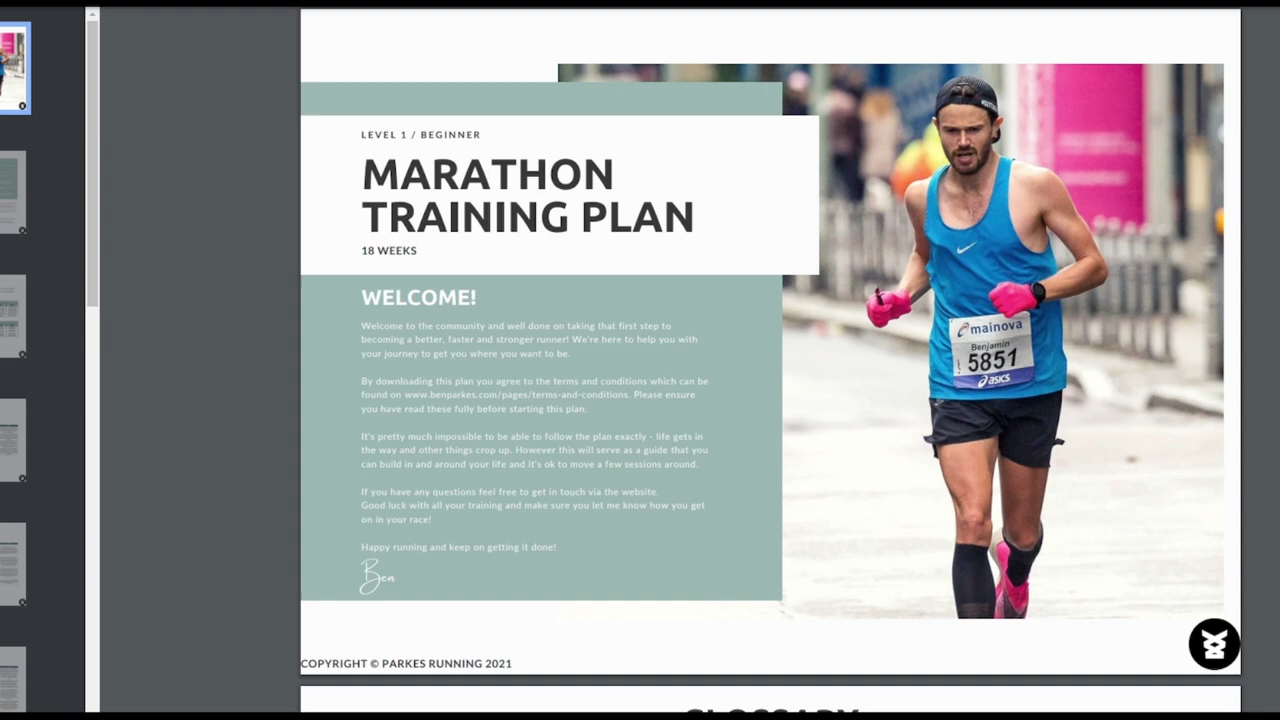 LEVEL 1 / BEGINNER
MARATHON
TRAINING PLAN
18 WEEKS
WELCOME!
Welcome to the community and well done on taking that first step to
becoming a better, faster and stronger runner! We're here to help you with
your journey to get you where you want to be.
By downloading this plan you agree to the terms and conditions which can be
found on www.benparkes.com/pages/terms-and-conditions. Please ensure
you have read these fully before starting this plan.
It's pretty much impossible to be able to follow the plan exactly - life gets in
the way and other things crop up. However this will serve as a guide that you
can build in and around your life and it's ok to move a few sessions around.
If you have any questions feel free to get in touch via the website.
Good luck with all your training and make sure you let me know how you get
on in your race!
Happy running and keep on getting it done!
Ben
mainova
Benjamin
5851
asics
COPYRIGHT © PARKES RUNNING 2021
GLOSSARY